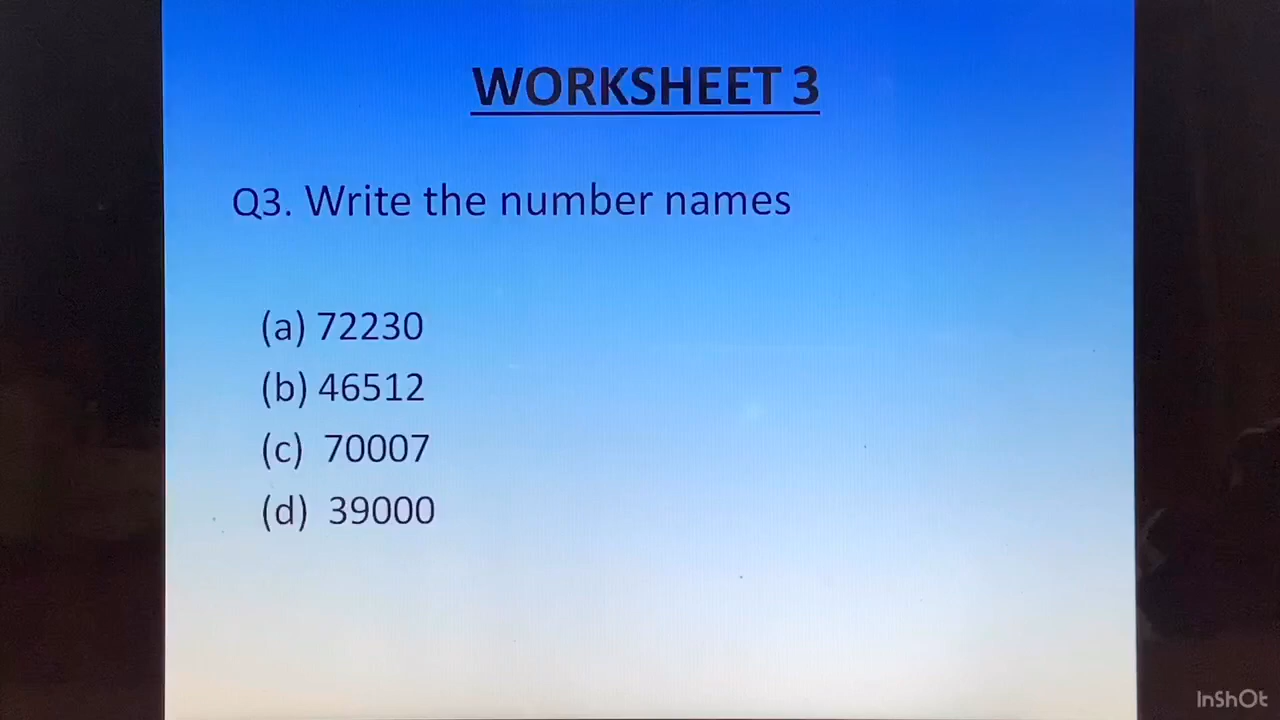 WORKSHEET 3
Q3. Write the number names
(a) 72230
(b) 46512
(c) 70007
(d) 39000
InShOt